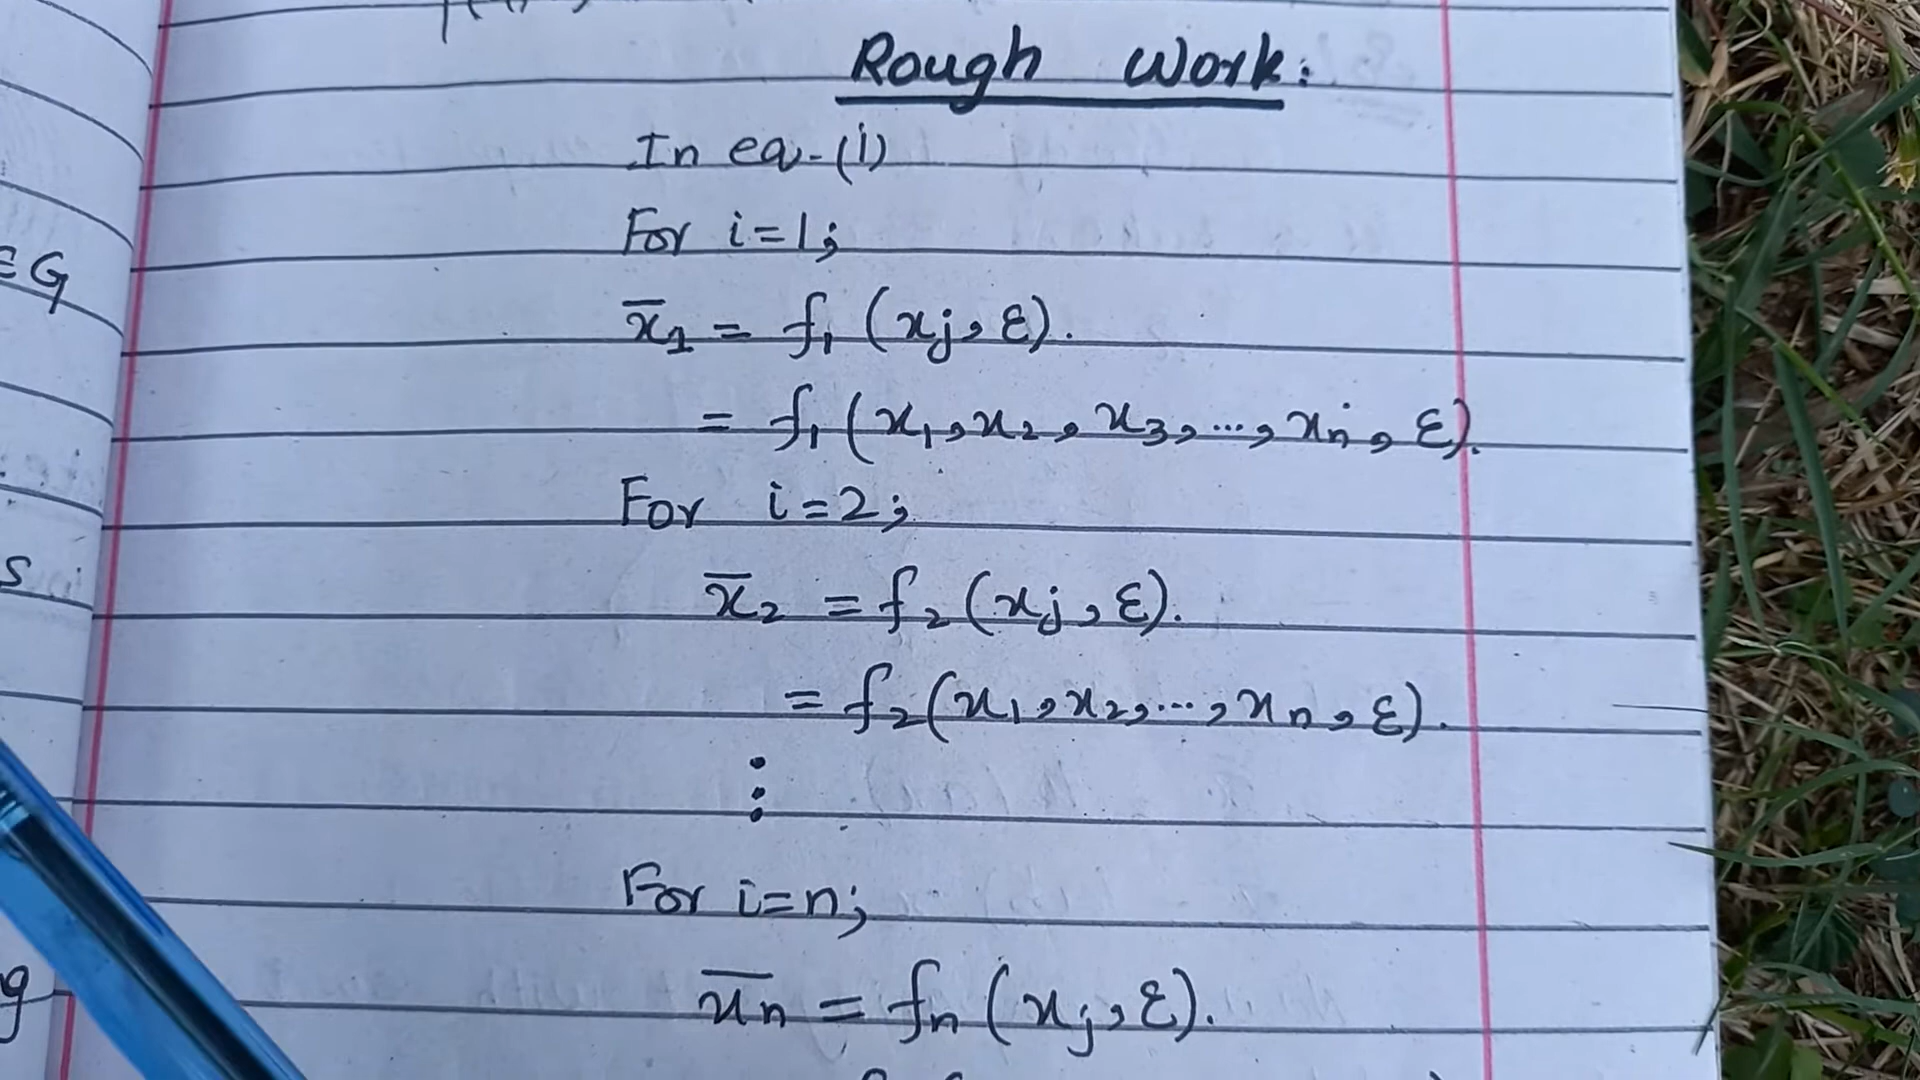 Rough Work:
In eq-(i)
For i=1;
x̅₁ = f₁ (xj, ε).
= f₁ (x₁, x₂, x₃, ..., xn, ε).
For i=2;
x̅₂ = f₂ (xj, ε).
= f₂ (x₁, x₂, ..., xn, ε).
⋮
For i=n;
x̅n = fn (xj, ε).
∈G
s
g